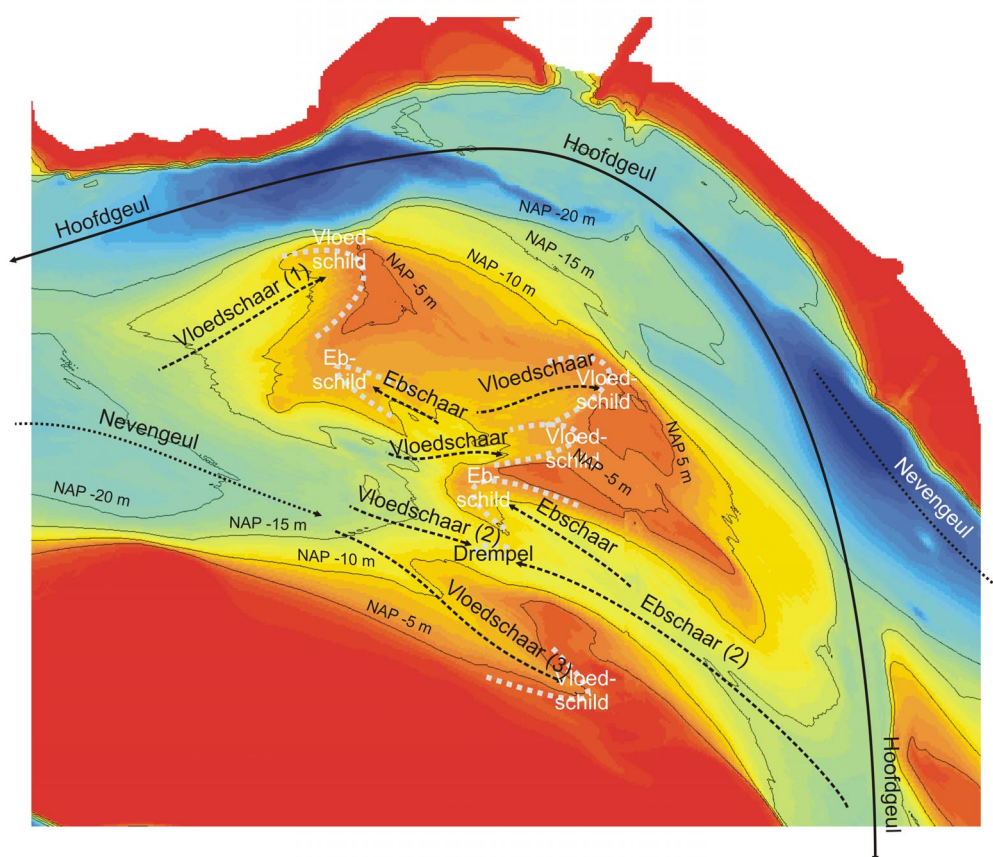 Hoofdgeul
Hoofdgeul
NAP -20 m
NAP -15 m
Vloed-
schild
NAP -10 m
NAP -5 m
Vloedschaar (1)
Eb-
schild
Ebschaar
Vloedschaar
Vloed-
schild
Nevengeul
Vloedschaar
Vloed-
schild
NAP -5 m
NAP 5 m
Nevengeul
Eb-
schild
NAP -20 m
NAP -15 m
Vloedschaar (2)
Ebschaar
NAP -10 m
Drempel
NAP -5 m
Vloedschaar (3)
Ebschaar (2)
Vloed-
schild
Hoofdgeul